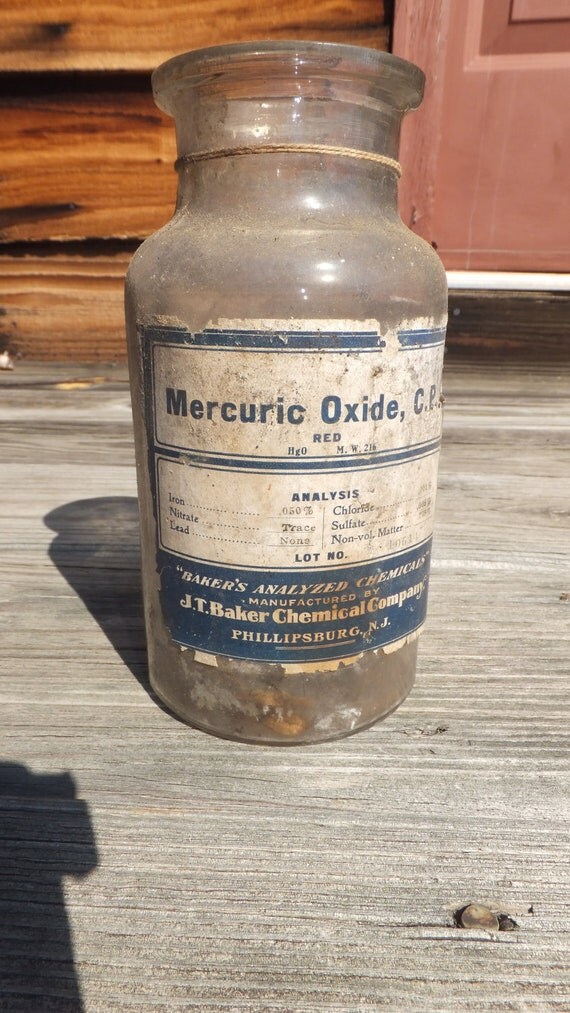 Mercuric Oxide, C.P.
RED
HgO M. W. 216
ANALYSIS
Iron .050%
Nitrate Trace
Lead None
Chloride
Sulfate
Non-vol. Matter
LOT NO.
"BAKER'S ANALYZED CHEMICALS"
MANUFACTURED BY
J.T. Baker Chemical Company,
PHILLIPSBURG, N.J.